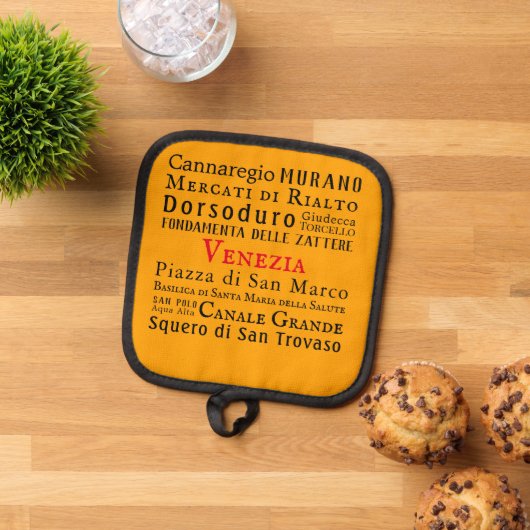 Cannaregio MURANO
MERCATI DI RIALTO
Dorsoduro Giudecca
TORCELLO
FONDAMENTA DELLE ZATTERE
VENEZIA
Piazza di San Marco
BASILICA DI SANTA MARIA DELLA SALUTE
SAN POLO
Aqua Alta CANALE GRANDE
Squero di San Trovaso